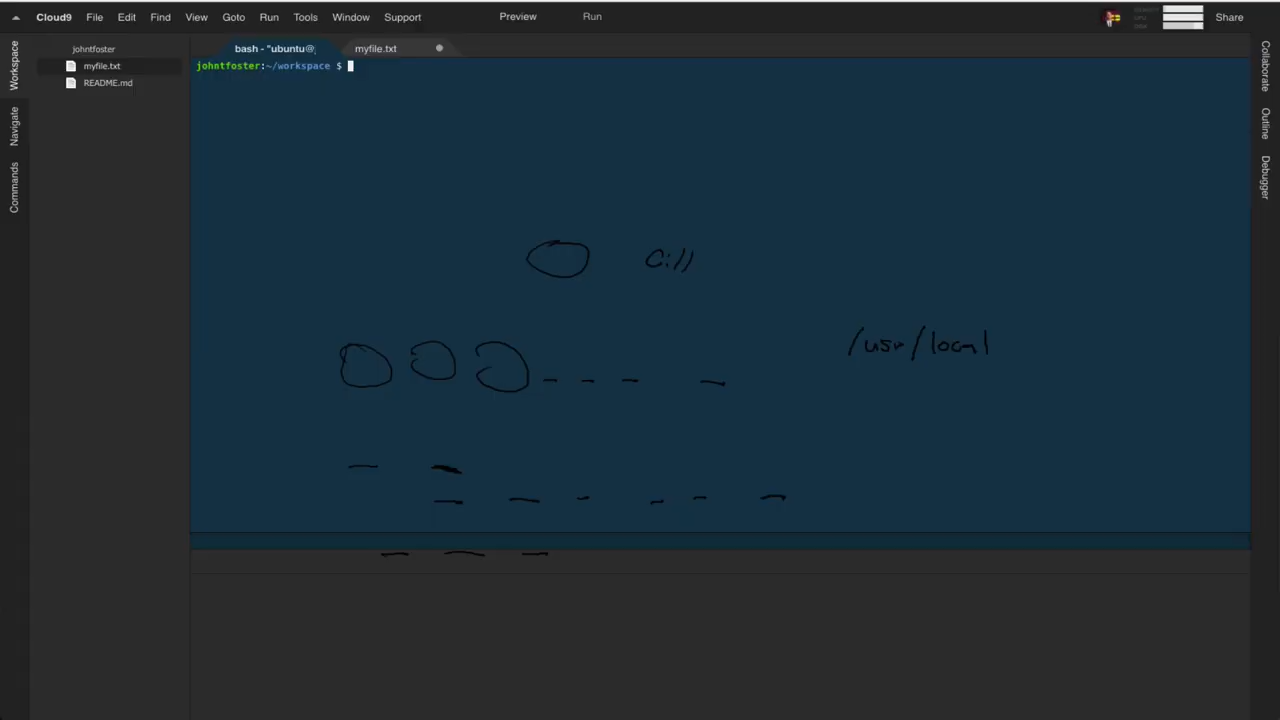 Cloud9 File Edit Find View Goto Run Tools Window Support Preview Run Share
Workspace
Navigate
Commands
johntfoster
myfile.txt
README.md
bash - "ubuntu@
myfile.txt
johntfoster:~/workspace $
/usr/local
Collaborate
Outline
Debugger